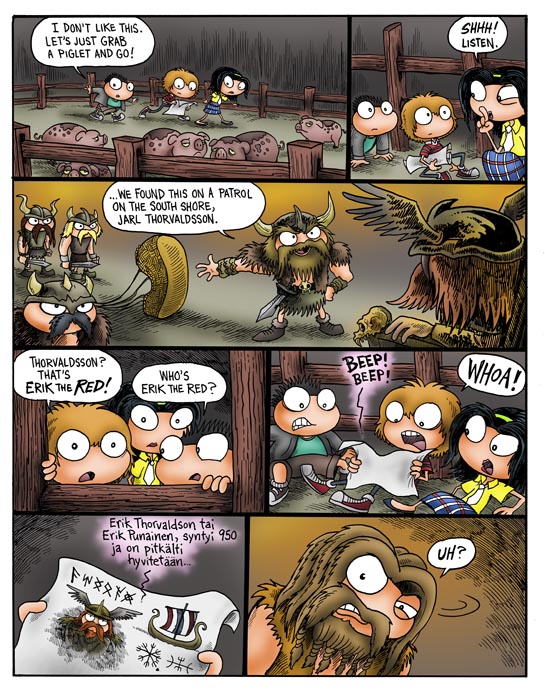 I DON'T LIKE THIS.
LET'S JUST GRAB
A PIGLET AND GO!
SHHH!
LISTEN.
...WE FOUND THIS ON A PATROL
ON THE SOUTH SHORE,
JARL THORVALDSSON.
THORVALDSSON?
THAT'S
ERIK THE RED!
WHO'S
ERIK THE RED?
BEEP!
BEEP!
WHOA!
Erik Thorvaldson tai
Erik Punainen, syntyi 950
ja on pitkälti
hyvitetään...
UH?